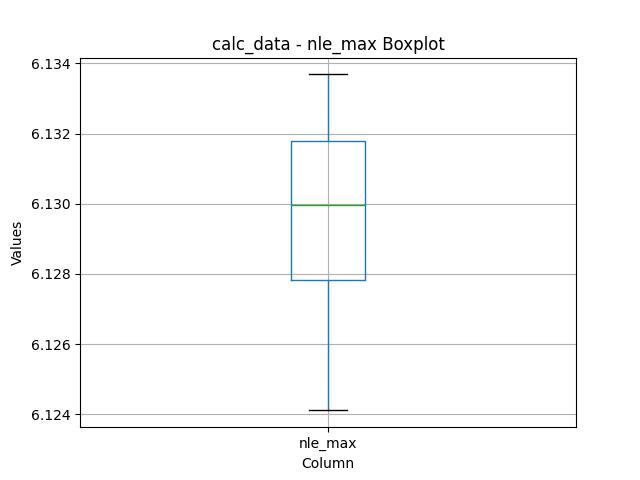 calc_data - nle_max Boxplot
6.134
6.132
6.130
6.128
6.126
6.124
Values
nle_max
Column